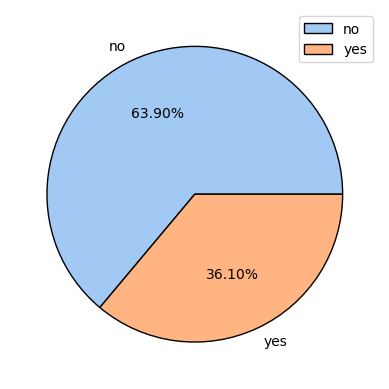 no
yes
no
63.90%
36.10%
yes